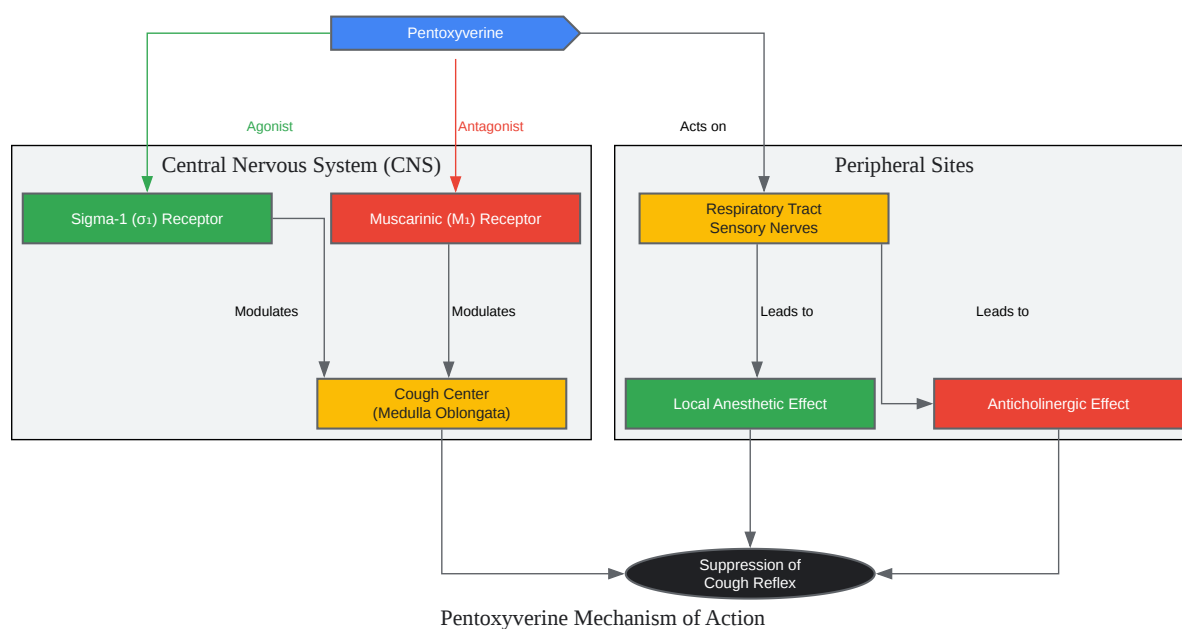 Pentoxyverine
Agonist
Antagonist
Acts on
Central Nervous System (CNS)
Peripheral Sites
Sigma-1 (σ₁) Receptor
Muscarinic (M₁) Receptor
Respiratory Tract
Sensory Nerves
Modulates
Modulates
Leads to
Leads to
Cough Center
(Medulla Oblongata)
Local Anesthetic Effect
Anticholinergic Effect
Suppression of
Cough Reflex
Pentoxyverine Mechanism of Action